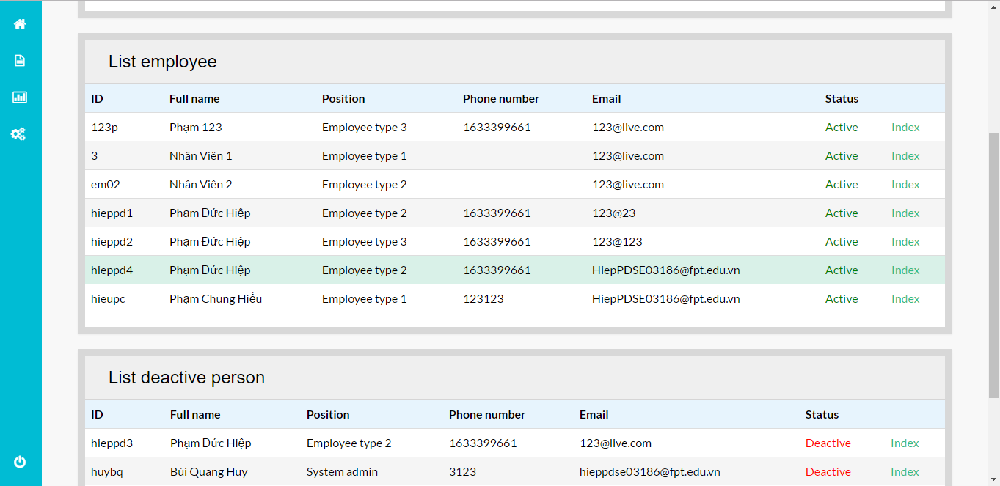 List employee
ID Full name Position Phone number Email Status
123p Phạm 123 Employee type 3 1633399661 123@live.com Active Index
3 Nhân Viên 1 Employee type 1 123@live.com Active Index
em02 Nhân Viên 2 Employee type 2 123@live.com Active Index
hieppd1 Phạm Đức Hiệp Employee type 2 1633399661 123@23 Active Index
hieppd2 Phạm Đức Hiệp Employee type 3 1633399661 123@123 Active Index
hieppd4 Phạm Đức Hiệp Employee type 2 1633399661 HiepPDSE03186@fpt.edu.vn Active Index
hieupc Phạm Chung Hiếu Employee type 1 123123 HiepPDSE03186@fpt.edu.vn Active Index
List deactive person
ID Full name Position Phone number Email Status
hieppd3 Phạm Đức Hiệp Employee type 2 1633399661 123@live.com Deactive Index
huybq Bùi Quang Huy System admin 3123 hieppdse03186@fpt.edu.vn Deactive Index